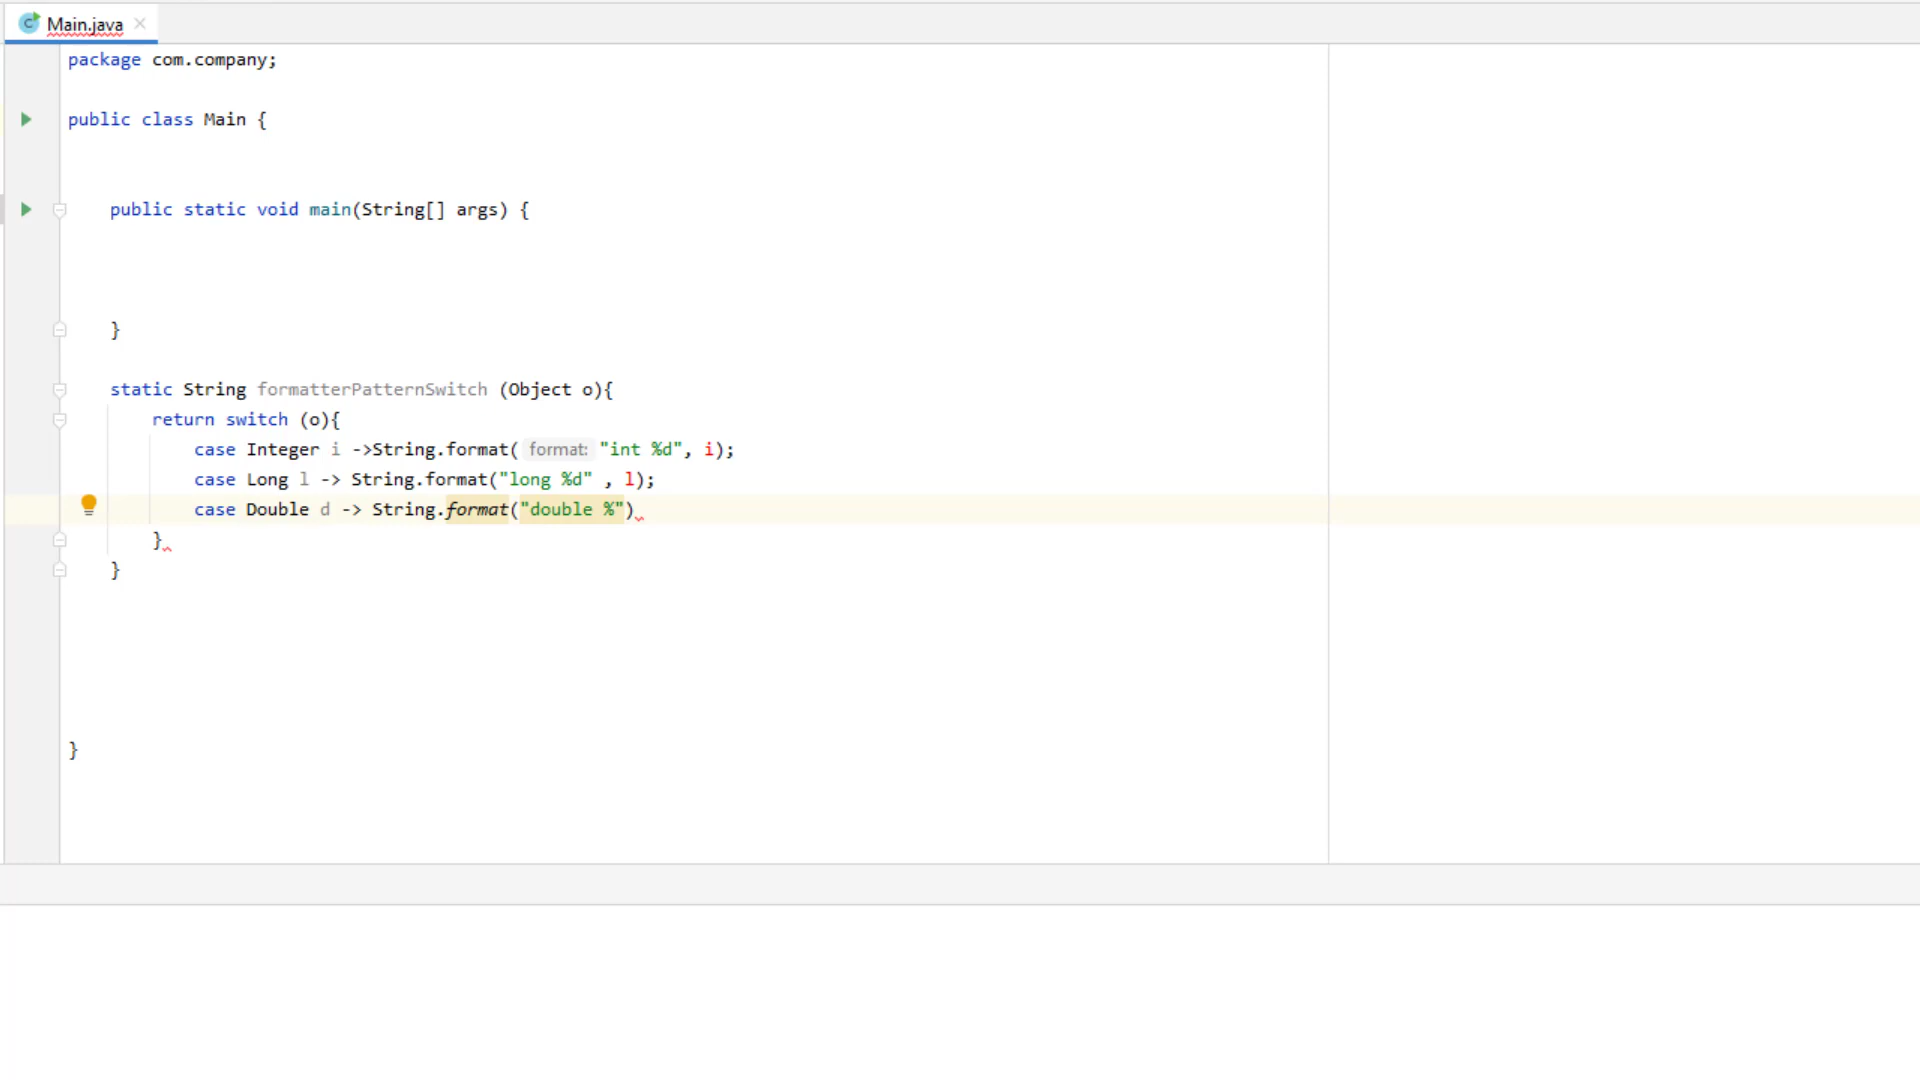 Main.java
package com.company;
public class Main {
public static void main(String[] args) {
}
static String formatterPatternSwitch (Object o){
return switch (o){
case Integer i ->String.format( format: "int %d", i);
case Long l -> String.format("long %d" , l);
case Double d -> String.format("double %")
}
}
}